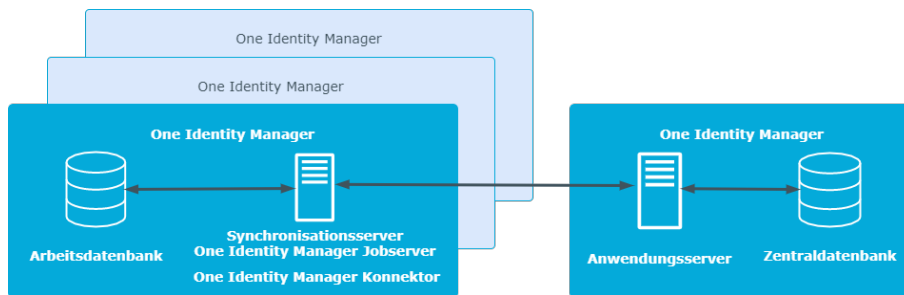 One Identity Manager
One Identity Manager
One Identity Manager
Arbeitsdatenbank
Synchronisationsserver
One Identity Manager Jobserver
One Identity Manager Konnektor
One Identity Manager
Anwendungsserver
Zentraldatenbank